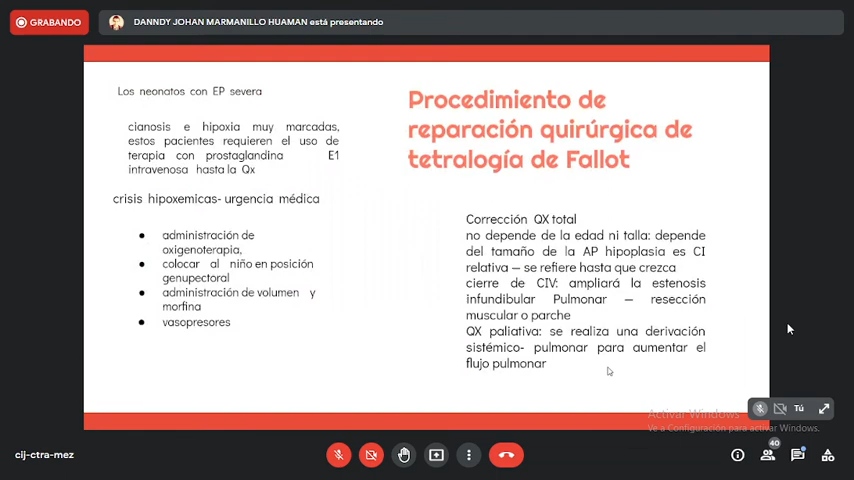 GRABANDO
DANNDY JOHAN MARMANILLO HUAMAN está presentando
Los neonatos con EP severa
cianosis e hipoxia muy marcadas,
estos pacientes requieren el uso de
terapia con prostaglandina E1
intravenosa hasta la Qx
crisis hipoxemicas- urgencia médica
administración de
oxigenoterapia,
colocar al niño en posición
genupectoral
administración de volumen y
morfina
vasopresores
Procedimiento de
reparación quirúrgica de
tetralogía de Fallot
Corrección QX total
no depende de la edad ni talla: depende
del tamaño de la AP hipoplasia es CI
relativa – se refiere hasta que crezca
cierre de CIV: ampliará la estenosis
infundibular Pulmonar – resección
muscular o parche
QX paliativa: se realiza una derivación
sistémico- pulmonar para aumentar el
flujo pulmonar
Activar Windows
Ve a Configuración para activar Windows.
Tú
cij-ctra-mez
40